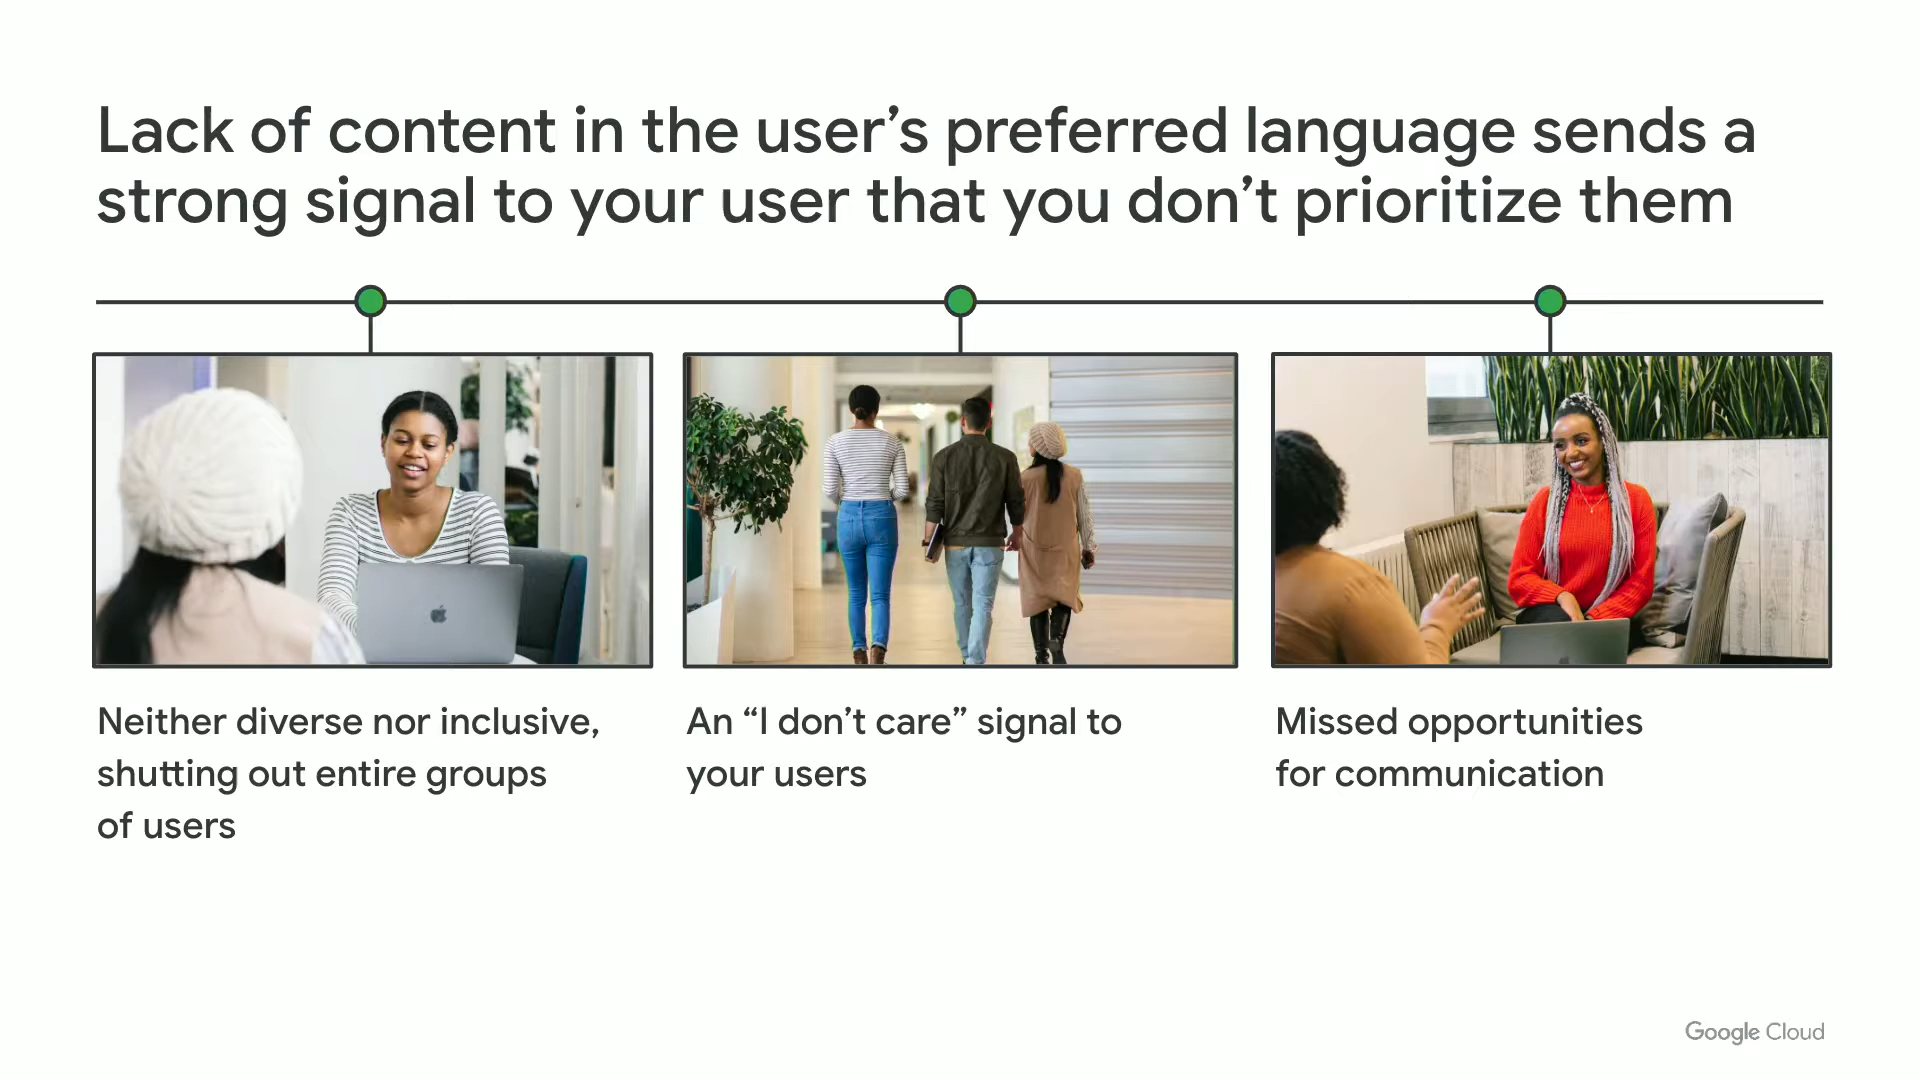 Lack of content in the user’s preferred language sends a
strong signal to your user that you don’t prioritize them
Neither diverse nor inclusive,
shutting out entire groups
of users
An “I don’t care” signal to
your users
Missed opportunities
for communication
Google Cloud